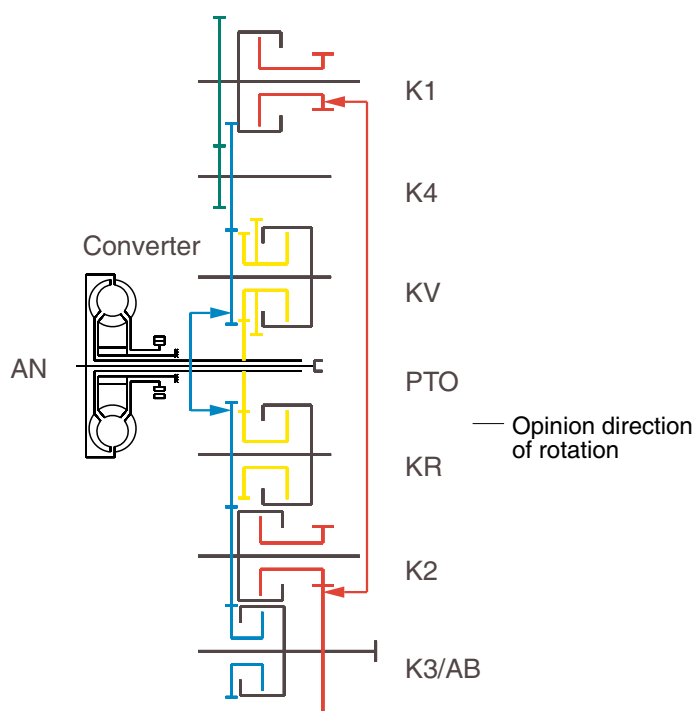 K1
K4
Converter
KV
AN
PTO
Opinion direction
of rotation
KR
K2
K3/AB